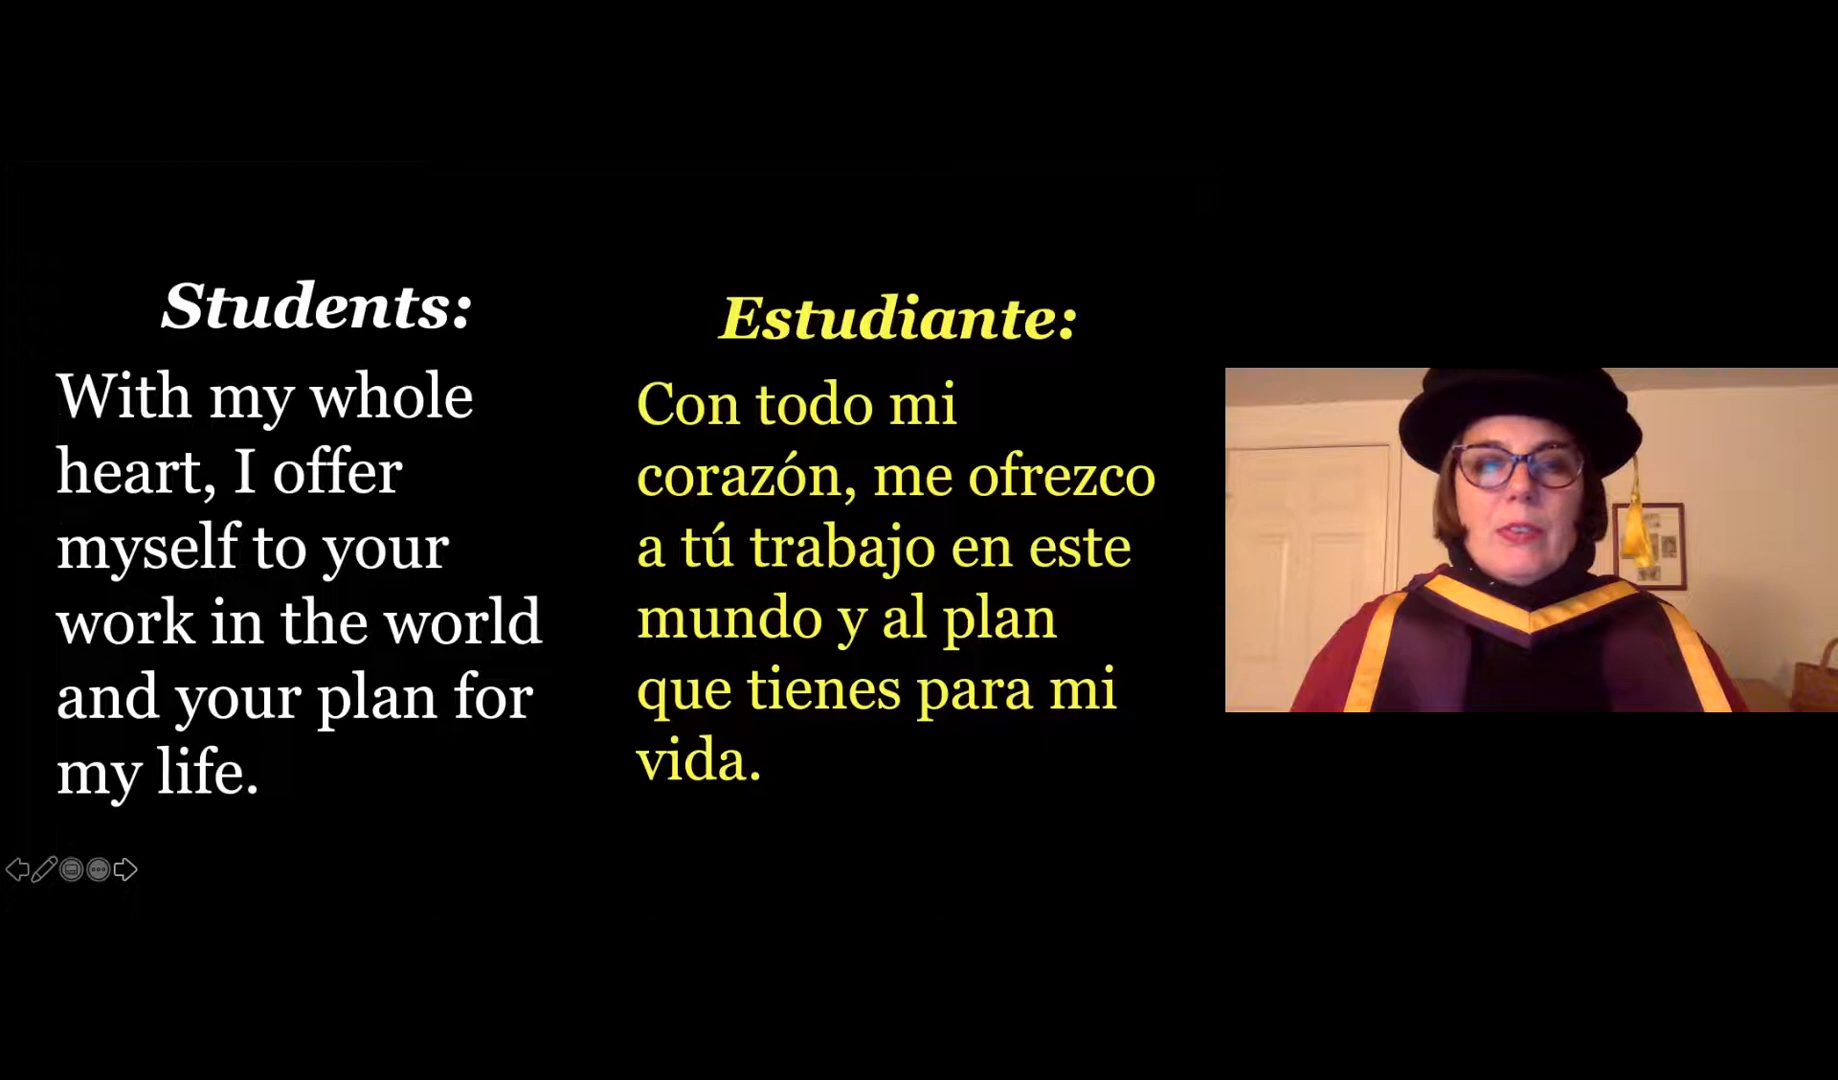 Students:
With my whole
heart, I offer
myself to your
work in the world
and your plan for
my life.
Estudiante:
Con todo mi
corazón, me ofrezco
a tú trabajo en este
mundo y al plan
que tienes para mi
vida.